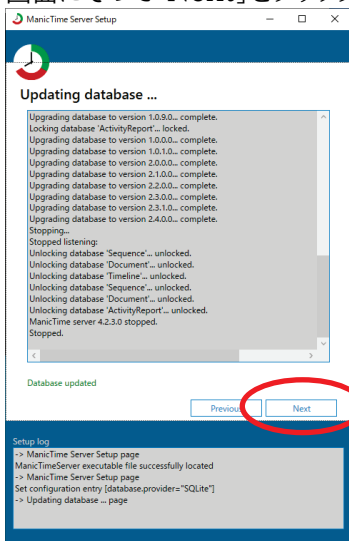 ManicTime Server Setup
Updating database ...
Upgrading database to version 1.0.9.0... complete.
Locking database 'ActivityReport'... locked.
Upgrading database to version 1.0.0.0... complete.
Upgrading database to version 1.0.1.0... complete.
Upgrading database to version 2.0.0.0... complete.
Upgrading database to version 2.1.0.0... complete.
Upgrading database to version 2.2.0.0... complete.
Upgrading database to version 2.3.0.0... complete.
Upgrading database to version 2.3.1.0... complete.
Upgrading database to version 2.4.0.0... complete.
Stopping...
Stopped listening:
Unlocking database 'Sequence'... unlocked.
Unlocking database 'Document'... unlocked.
Unlocking database 'Timeline'... unlocked.
Unlocking database 'Sequence'... unlocked.
Unlocking database 'Document'... unlocked.
Unlocking database 'ActivityReport'... unlocked.
ManicTime server 4.2.3.0 stopped.
Stopped.
Database updated
Previous Next
Setup log
-> ManicTime Server Setup page
ManicTimeServer executable file successfully located
-> ManicTime Server Setup page
Set configuration entry [database.provider="SQLite"]
-> Updating database ... page